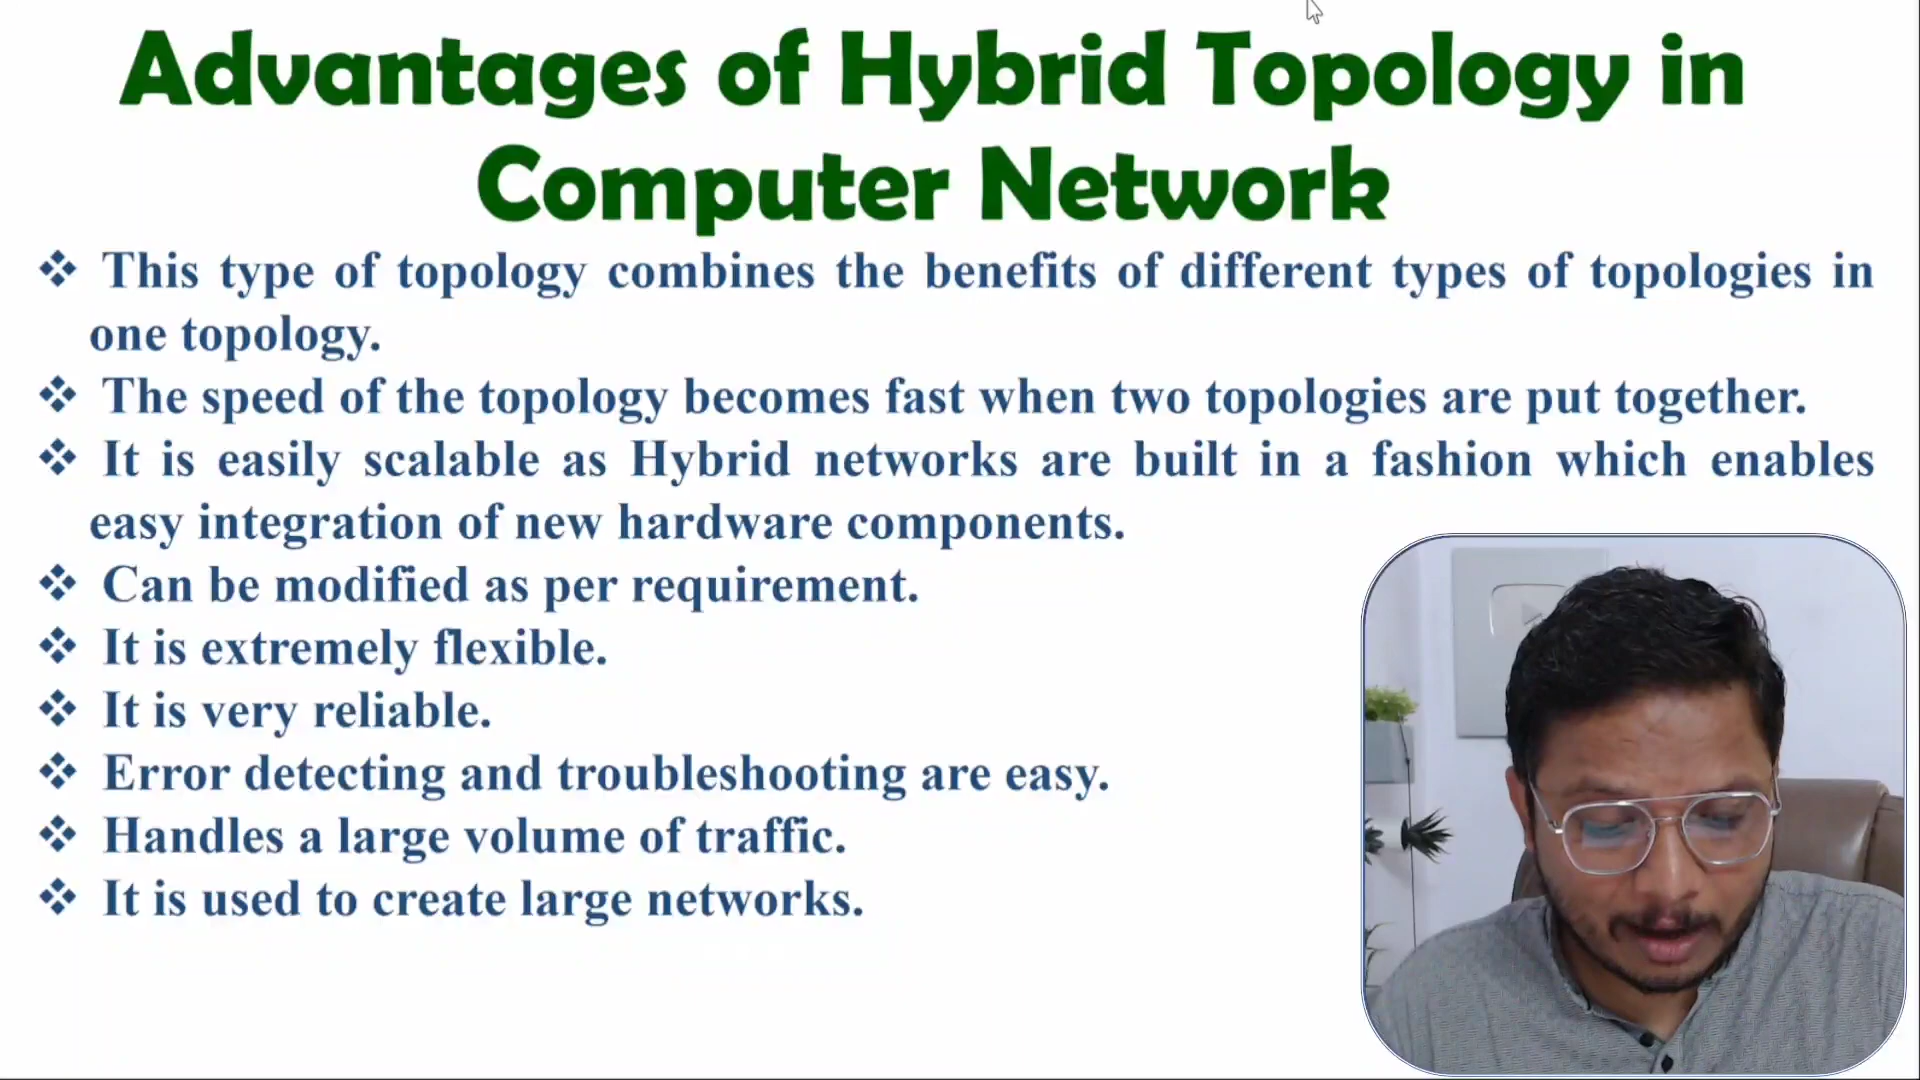 Advantages of Hybrid Topology in
Computer Network
❖ This type of topology combines the benefits of different types of topologies in
one topology.
❖ The speed of the topology becomes fast when two topologies are put together.
❖ It is easily scalable as Hybrid networks are built in a fashion which enables
easy integration of new hardware components.
❖ Can be modified as per requirement.
❖ It is extremely flexible.
❖ It is very reliable.
❖ Error detecting and troubleshooting are easy.
❖ Handles a large volume of traffic.
❖ It is used to create large networks.